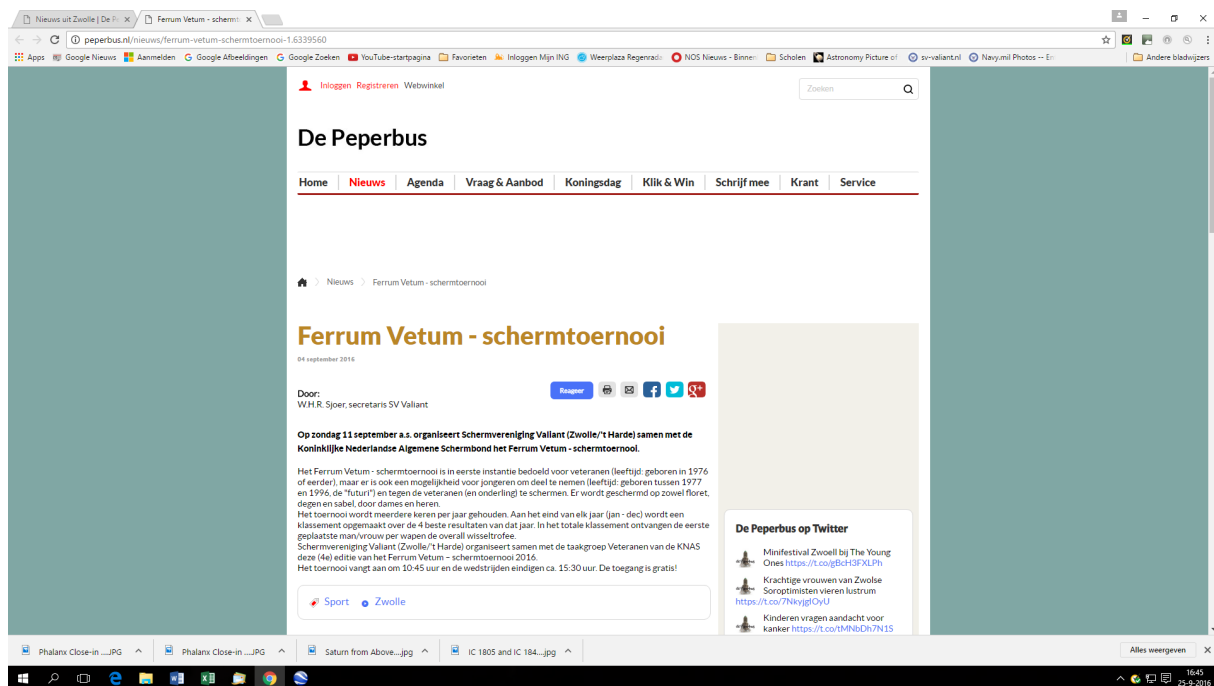 Nieuws uit Zwolle | De P
Ferrum Vetum - scherm
peperbus.nl/nieuws/ferrum-vetum-schermtoernooi-1.6339560
Apps Google Nieuws Aanmelden Google Afbeeldingen Google Zoeken YouTube-startpagina Favorieten Inloggen Mijn ING Weerplaza Regenrada NOS Nieuws - Binnen Scholen Astronomy Picture of sv-valiant.nl Navy.mil Photos -- En Andere bladwijzers
Inloggen Registreren Webwinkel
Zoeken
De Peperbus
Home Nieuws Agenda Vraag & Aanbod Koningsdag Klik & Win Schrijf mee Krant Service
Nieuws Ferrum Vetum - schermtoernooi
Ferrum Vetum - schermtoernooi
04 september 2016
Reageer
Door:
W.H.R. Sjoer, secretaris SV Valiant
Op zondag 11 september a.s. organiseert Schermvereniging Valiant (Zwolle/'t Harde) samen met de
Koninklijke Nederlandse Algemene Schermbond het Ferrum Vetum - schermtoernooi.
Het Ferrum Vetum - schermtoernooi is in eerste instantie bedoeld voor veteranen (leeftijd: geboren in 1976
of eerder), maar er is ook een mogelijkheid voor jongeren om deel te nemen (leeftijd: geboren tussen 1977
en 1996, de "futuri") en tegen de veteranen (en onderling) te schermen. Er wordt geschermd op zowel floret,
degen en sabel, door dames en heren.
Het toernooi wordt meerdere keren per jaar gehouden. Aan het eind van elk jaar (jan - dec) wordt een
klassement opgemaakt over de 4 beste resultaten van dat jaar. In het totale klassement ontvangen de eerste
geplaatste man/vrouw per wapen de overall wisseltrofee.
Schermvereniging Valiant (Zwolle/'t Harde) organiseert samen met de taakgroep Veteranen van de KNAS
deze (4e) editie van het Ferrum Vetum – schermtoernooi 2016.
Het toernooi vangt aan om 10:45 uur en de wedstrijden eindigen ca. 15:30 uur. De toegang is gratis!
Sport Zwolle
De Peperbus op Twitter
Minifestival Zwoell bij The Young
Ones https://t.co/gBcH3FXLPh
Krachtige vrouwen van Zwolse
Soroptimisten vieren lustrum
https://t.co/7NkyjgIOyU
Kinderen vragen aandacht voor
kanker https://t.co/tMNbDh7N1S
Phalanx Close-in ....JPG Phalanx Close-in ....JPG Saturn from Above....jpg IC 1805 and IC 184....jpg Alles weergeven
16:45
25-9-2016